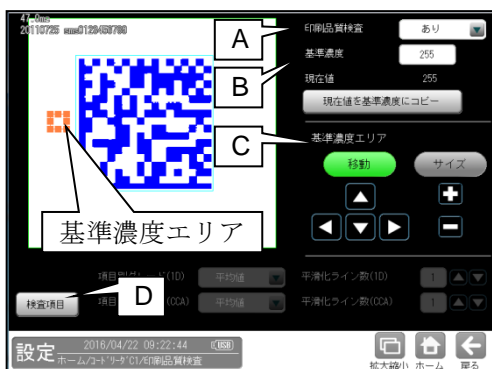 47.0ms
20110725 sms0123456789
A
印刷品質検査
あり
B
基準濃度
255
現在値
255
現在値を基準濃度にコピー
C
基準濃度エリア
移動
サイズ
基準濃度エリア
平均値
平滑化ライン数(1D)
1
検査項目
D
平均値
平滑化ライン数(CCA)
1
設定
2016/04/22 09:22:44
USB
ホーム/コードリーダC1/印刷品質検査
拡大縮小
ホーム
戻る